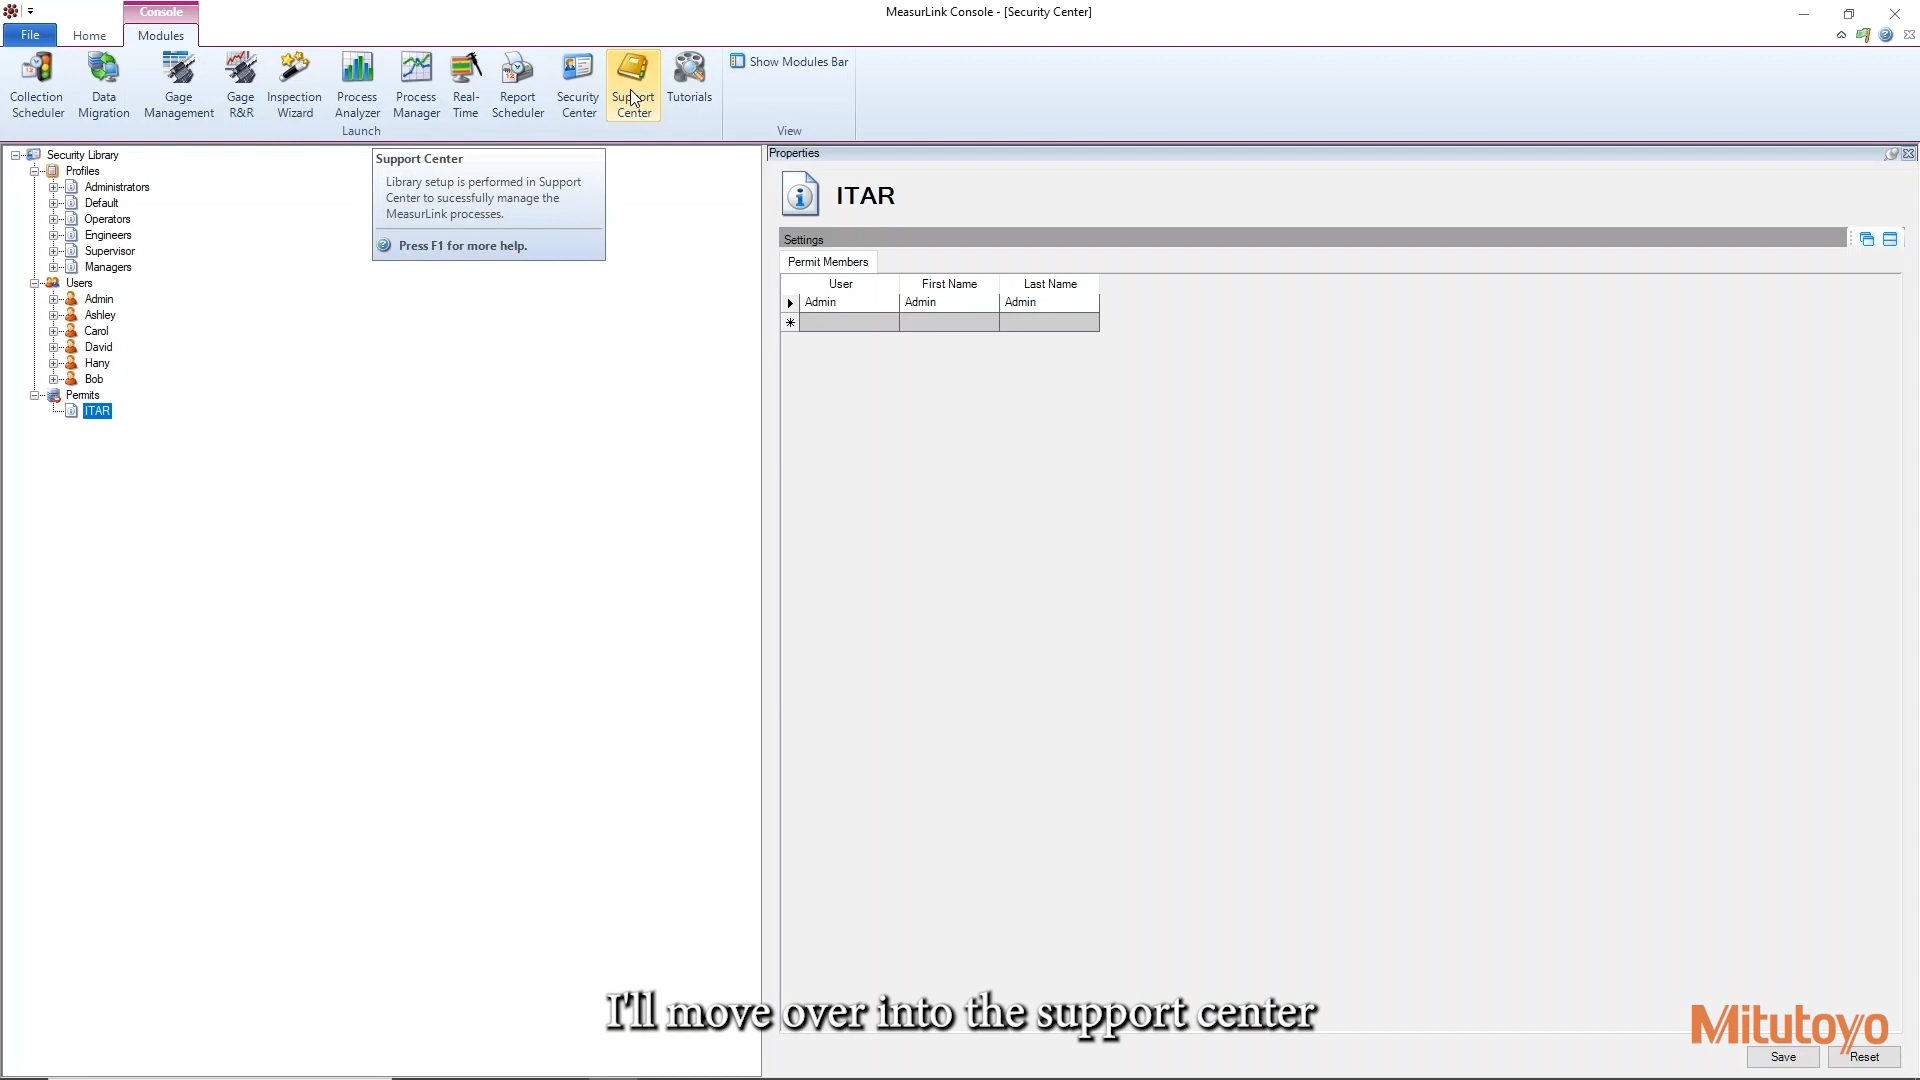 Console
MeasurLink Console - [Security Center]
File
Home
Modules
Collection Scheduler
Data Migration
Gage Management
Gage R&R
Inspection Wizard
Process Analyzer
Process Manager
Real-Time
Report Scheduler
Security Center
Support Center
Tutorials
Show Modules Bar
Launch
View
Security Library
Profiles
Administrators
Default
Operators
Engineers
Supervisor
Managers
Users
Admin
Ashley
Carol
David
Hany
Bob
Permits
ITAR
Support Center
Library setup is performed in Support
Center to sucessfully manage the
MeasurLink processes.
Press F1 for more help.
Properties
ITAR
Settings
Permit Members
User First Name Last Name
Admin Admin Admin
I'll move over into the support center
Mitutoyo
Save
Reset